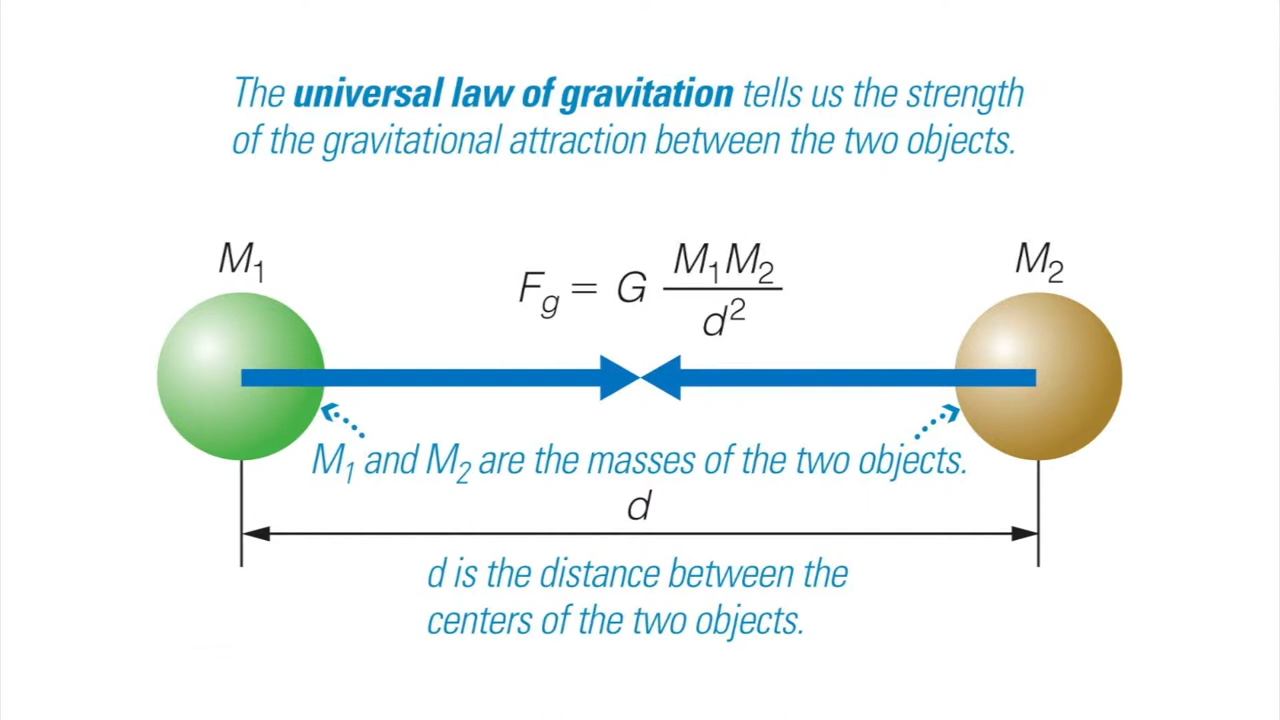 The universal law of gravitation tells us the strength
of the gravitational attraction between the two objects.
M₁
F_g = G M₁M₂ / d²
M₂
M₁ and M₂ are the masses of the two objects.
d
d is the distance between the
centers of the two objects.